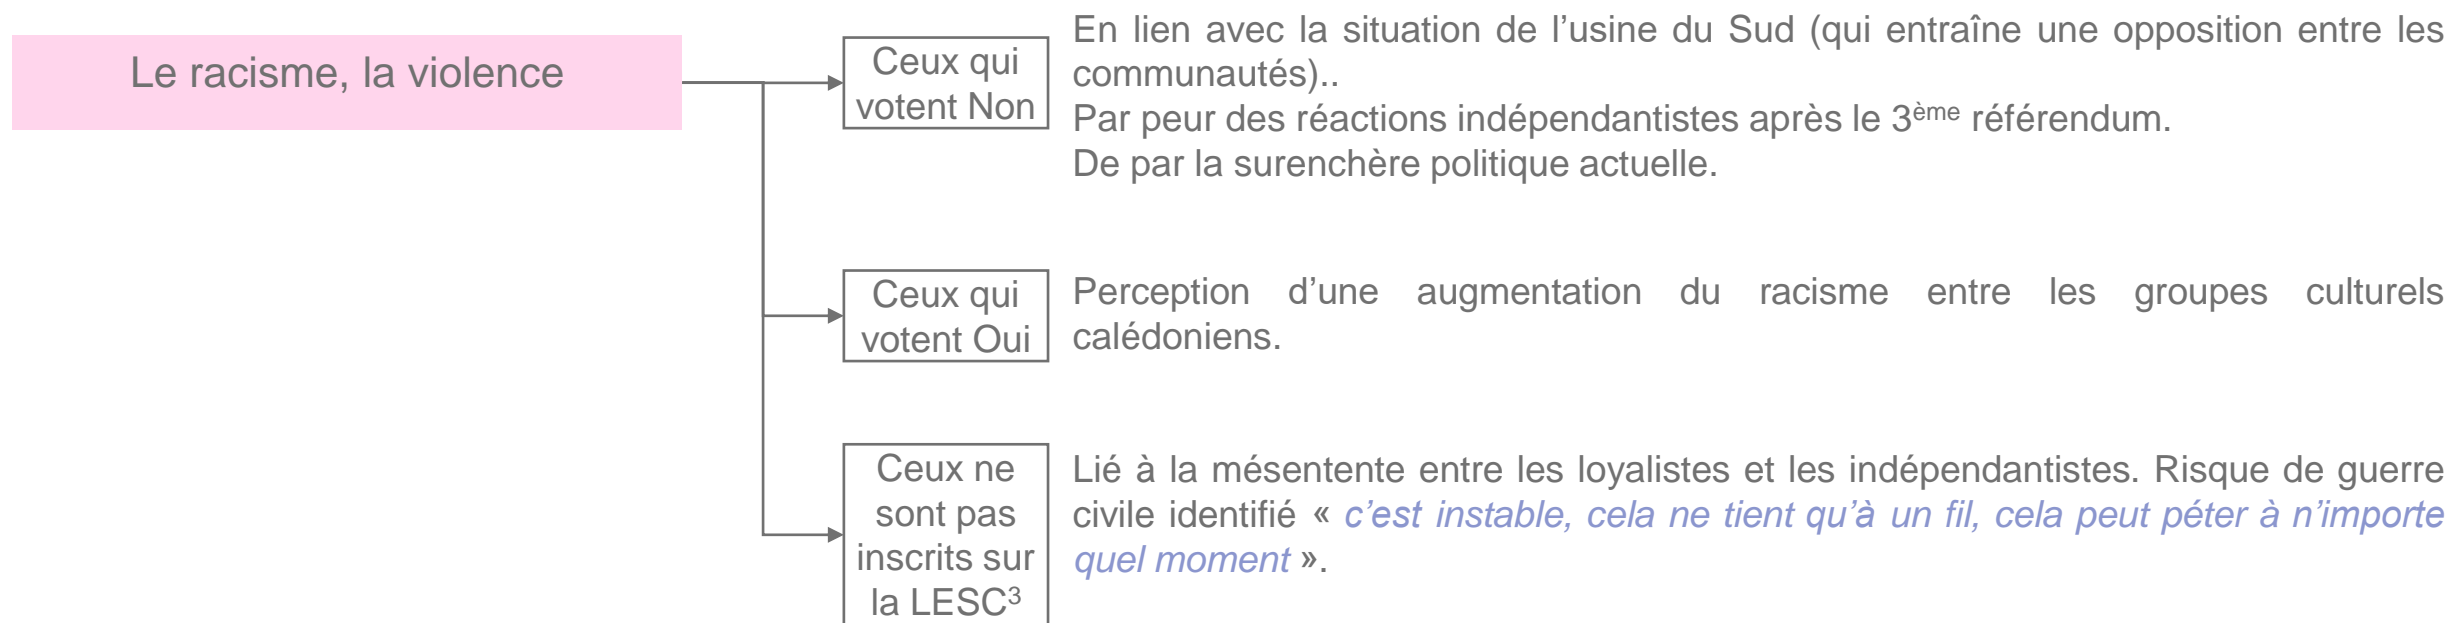 Le racisme, la violence
Ceux qui
votent Non
En lien avec la situation de l’usine du Sud (qui entraîne une opposition entre les
communautés)..
Par peur des réactions indépendantistes après le 3ème référendum.
De par la surenchère politique actuelle.
Ceux qui
votent Oui
Perception d’une augmentation du racisme entre les groupes culturels
calédoniens.
Ceux ne
sont pas
inscrits sur
la LESC3
Lié à la mésentente entre les loyalistes et les indépendantistes. Risque de guerre
civile identifié « c’est instable, cela ne tient qu’à un fil, cela peut péter à n’importe
quel moment ».